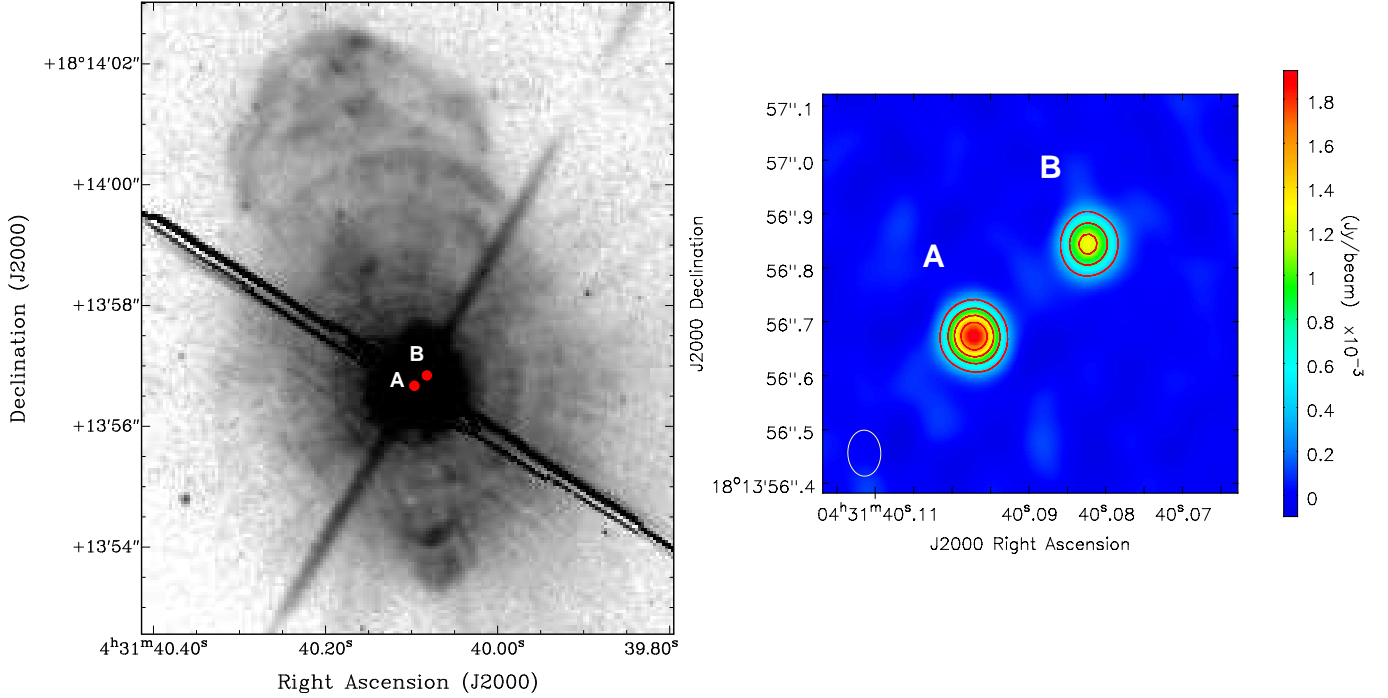 +18°14′02″
+14′00″
+13′58″
+13′56″
+13′54″
Declination (J2000)
B
A
4ʰ31ᵐ40.40ˢ 40.20ˢ 40.00ˢ 39.80ˢ
Right Ascension (J2000)
57″.1
57″.0
56″.9
56″.8
56″.7
56″.6
56″.5
18°13′56″.4
J2000 Declination
B
A
04ʰ31ᵐ40ˢ.11 40ˢ.09 40ˢ.08 40ˢ.07
J2000 Right Ascension
1.8
1.6
1.4
1.2
1
0.8
0.6
0.4
0.2
0
(Jy/beam) ×10⁻³